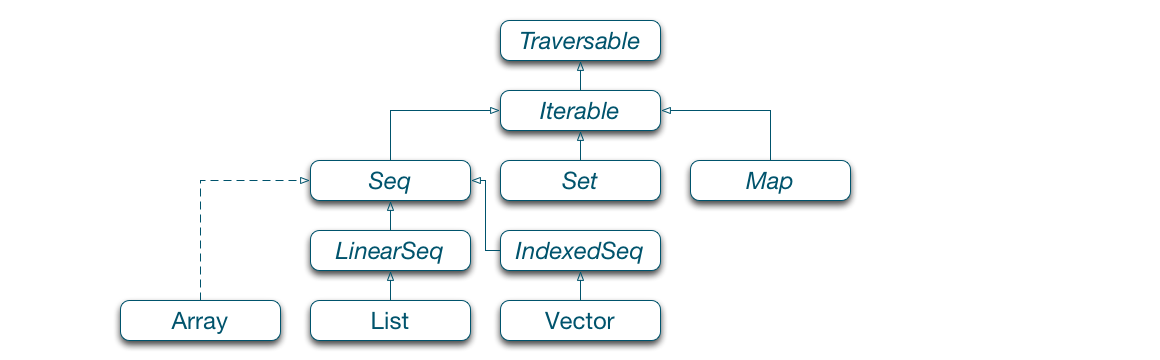 Traversable
Iterable
Seq
Set
Map
LinearSeq
IndexedSeq
Array
List
Vector